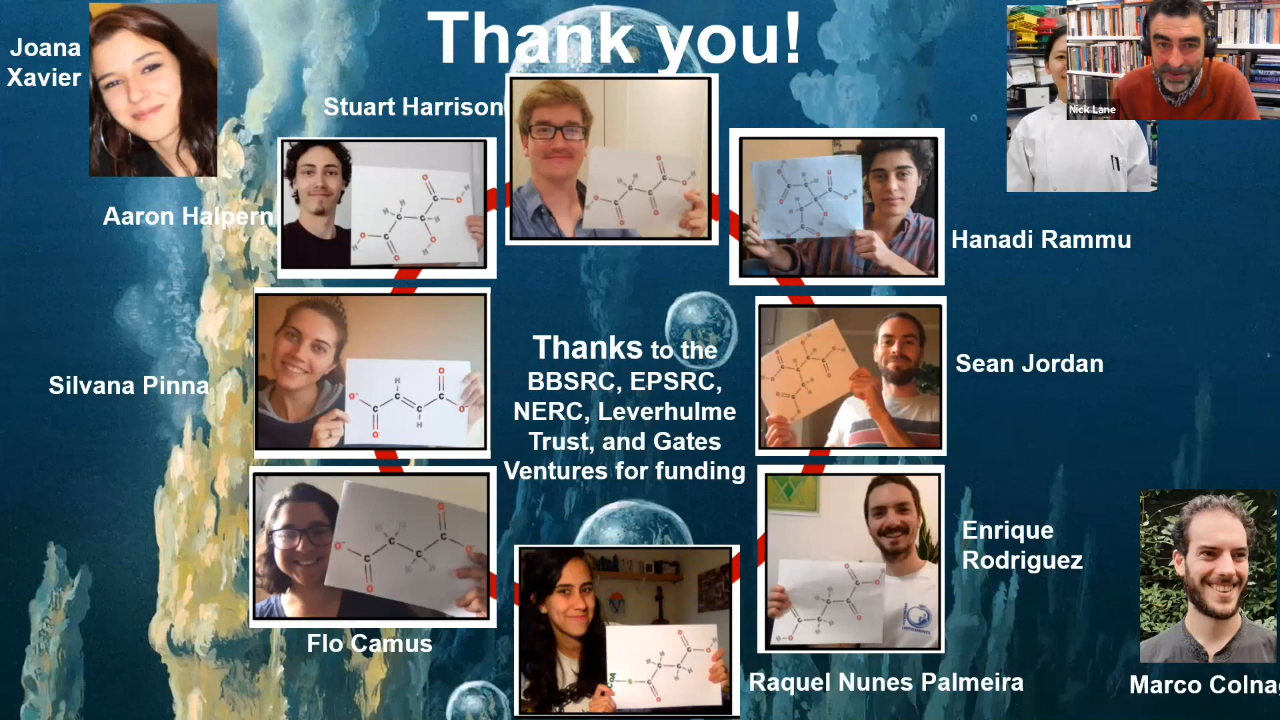 Thank you!
Joana
Xavier
Stuart Harrison
Nick Lane
Aaron Halpern
Hanadi Rammu
Thanks to the
BBSRC, EPSRC,
NERC, Leverhulme
Trust, and Gates
Ventures for funding
Silvana Pinna
Sean Jordan
Enrique
Rodriguez
Flo Camus
Raquel Nunes Palmeira
Marco Colna